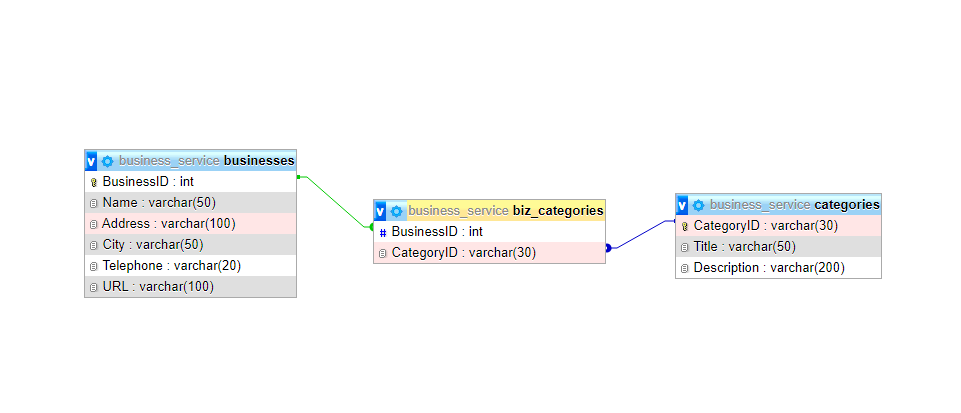 v business_service businesses
BusinessID : int
Name : varchar(50)
Address : varchar(100)
City : varchar(50)
Telephone : varchar(20)
URL : varchar(100)
v business_service biz_categories
# BusinessID : int
CategoryID : varchar(30)
v business_service categories
CategoryID : varchar(30)
Title : varchar(50)
Description : varchar(200)